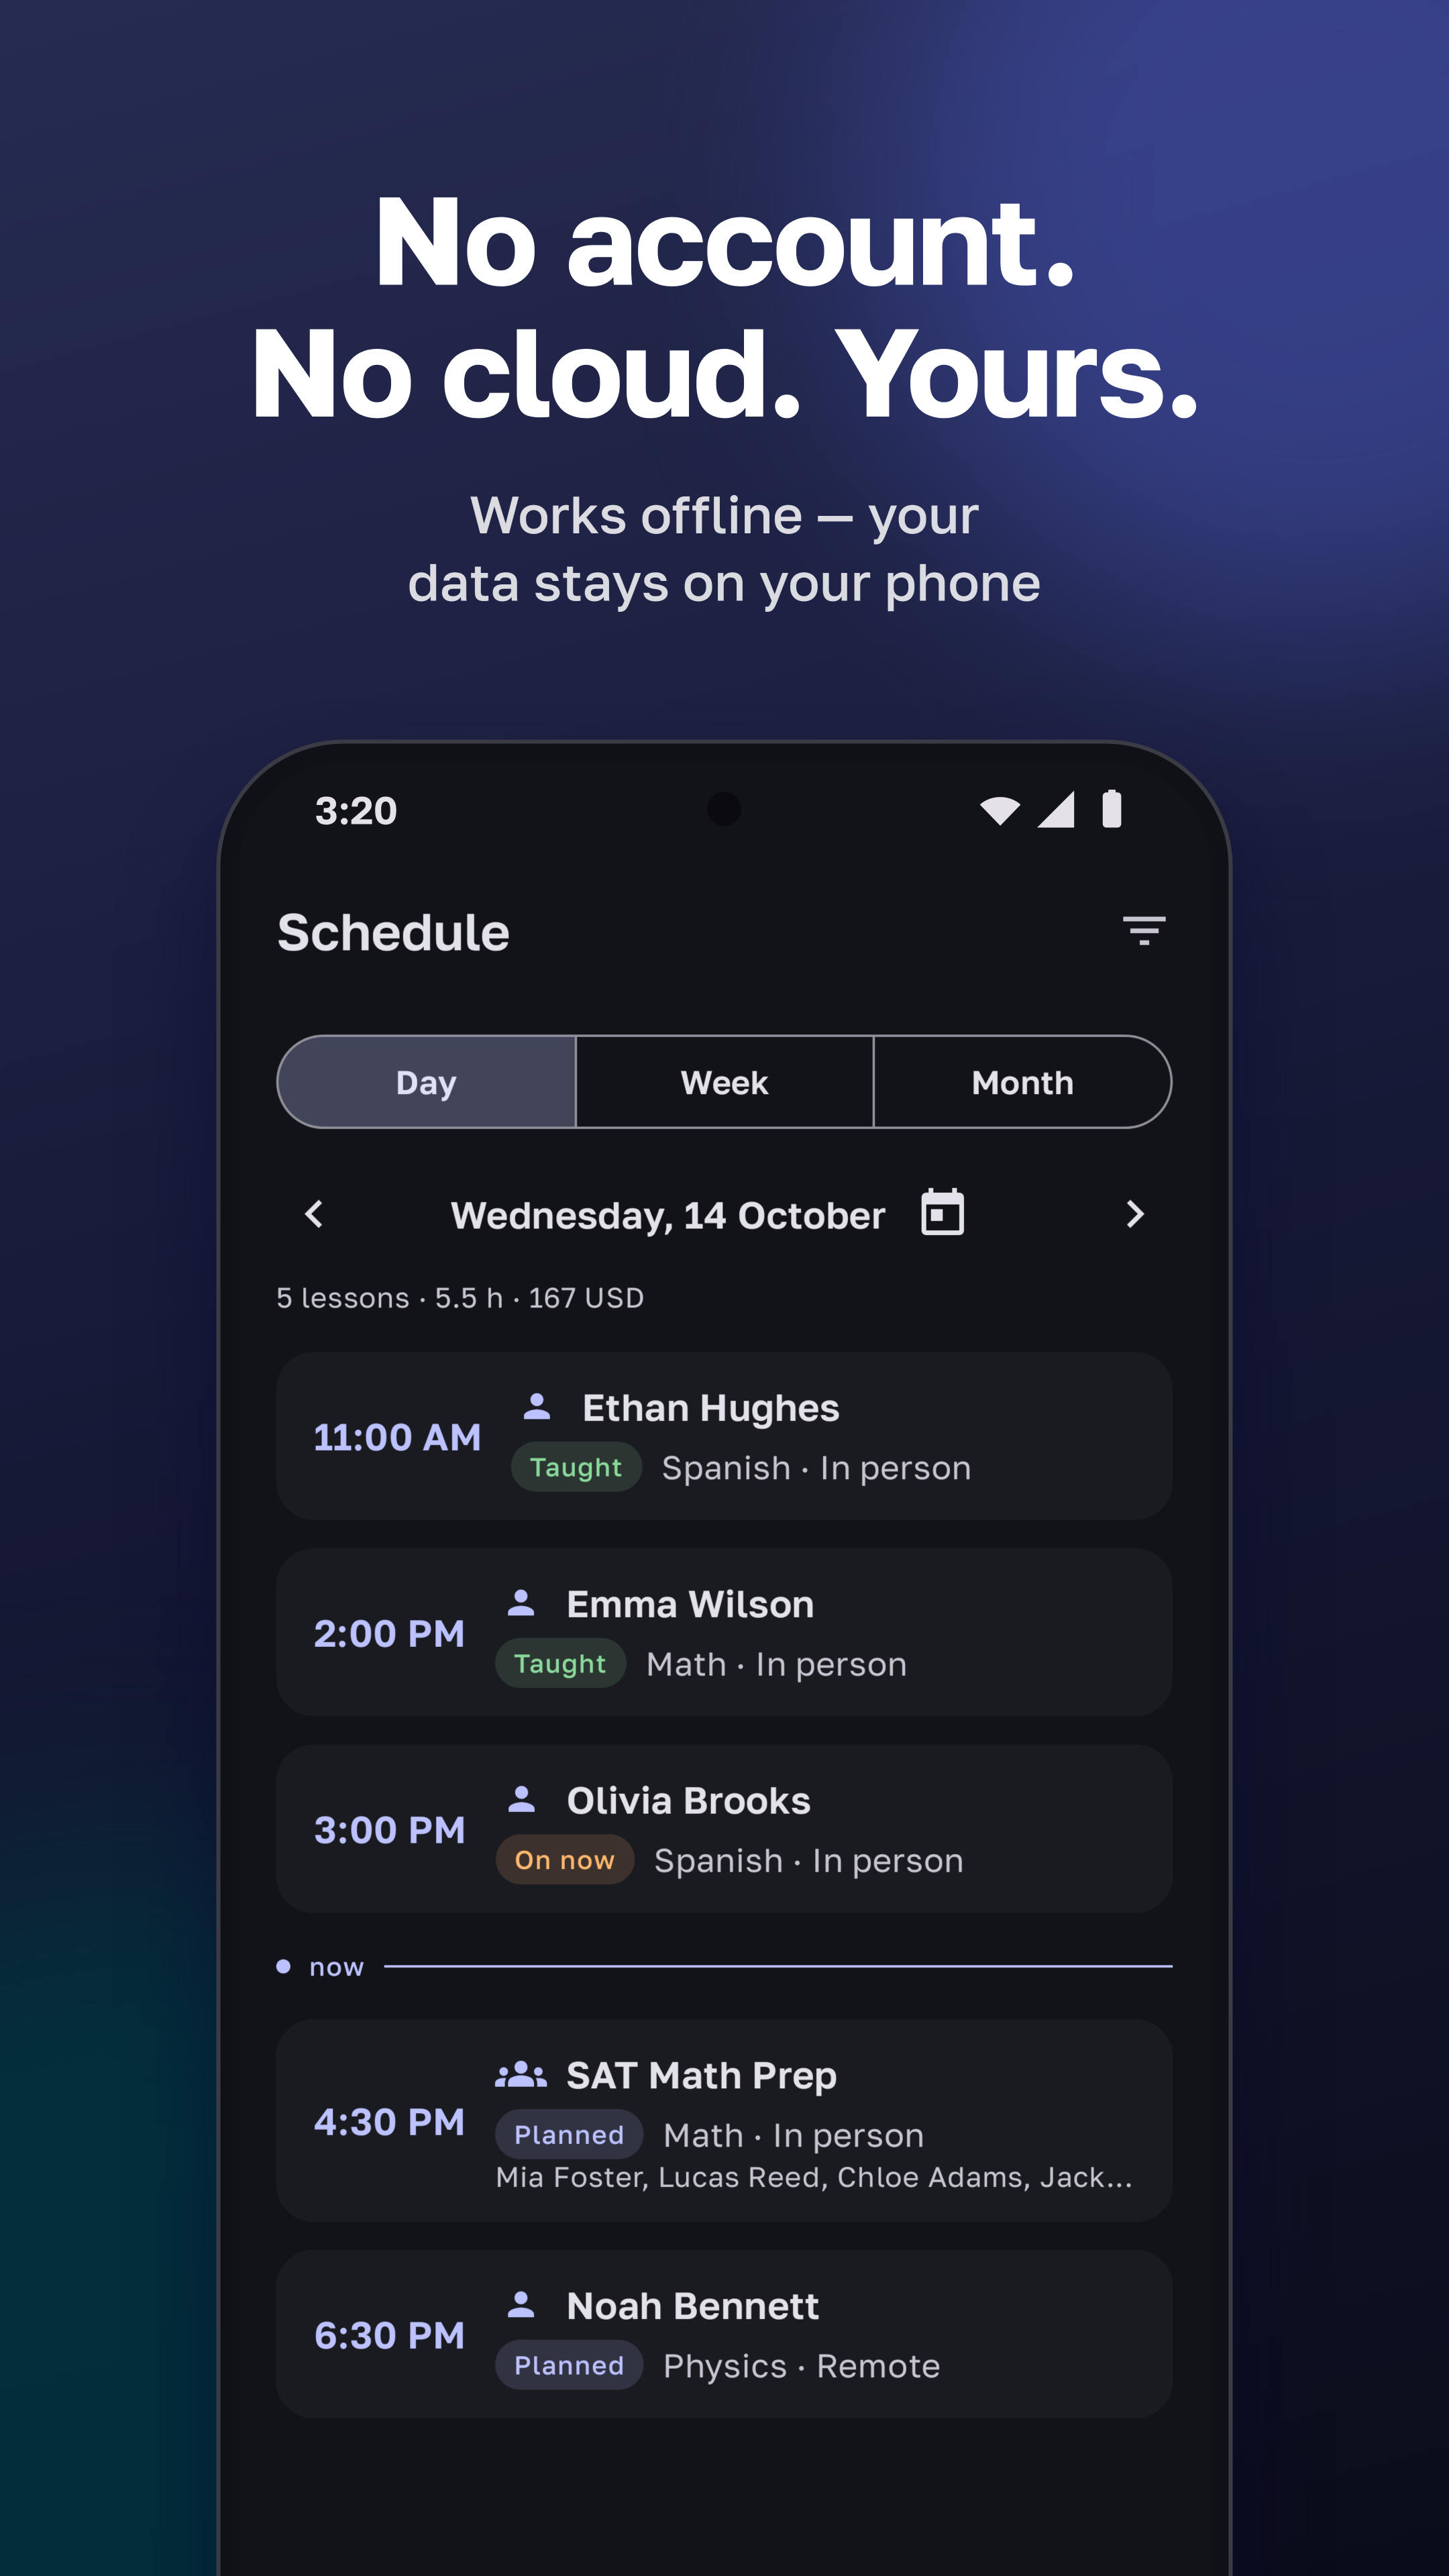 No account.
No cloud. Yours.
Works offline — your
data stays on your phone
3:20
Schedule
Day
Week
Month
Wednesday, 14 October
5 lessons · 5.5 h · 167 USD
11:00 AM
Ethan Hughes
Taught
Spanish · In person
2:00 PM
Emma Wilson
Taught
Math · In person
3:00 PM
Olivia Brooks
On now
Spanish · In person
now
4:30 PM
SAT Math Prep
Planned
Math · In person
Mia Foster, Lucas Reed, Chloe Adams, Jack...
6:30 PM
Noah Bennett
Planned
Physics · Remote